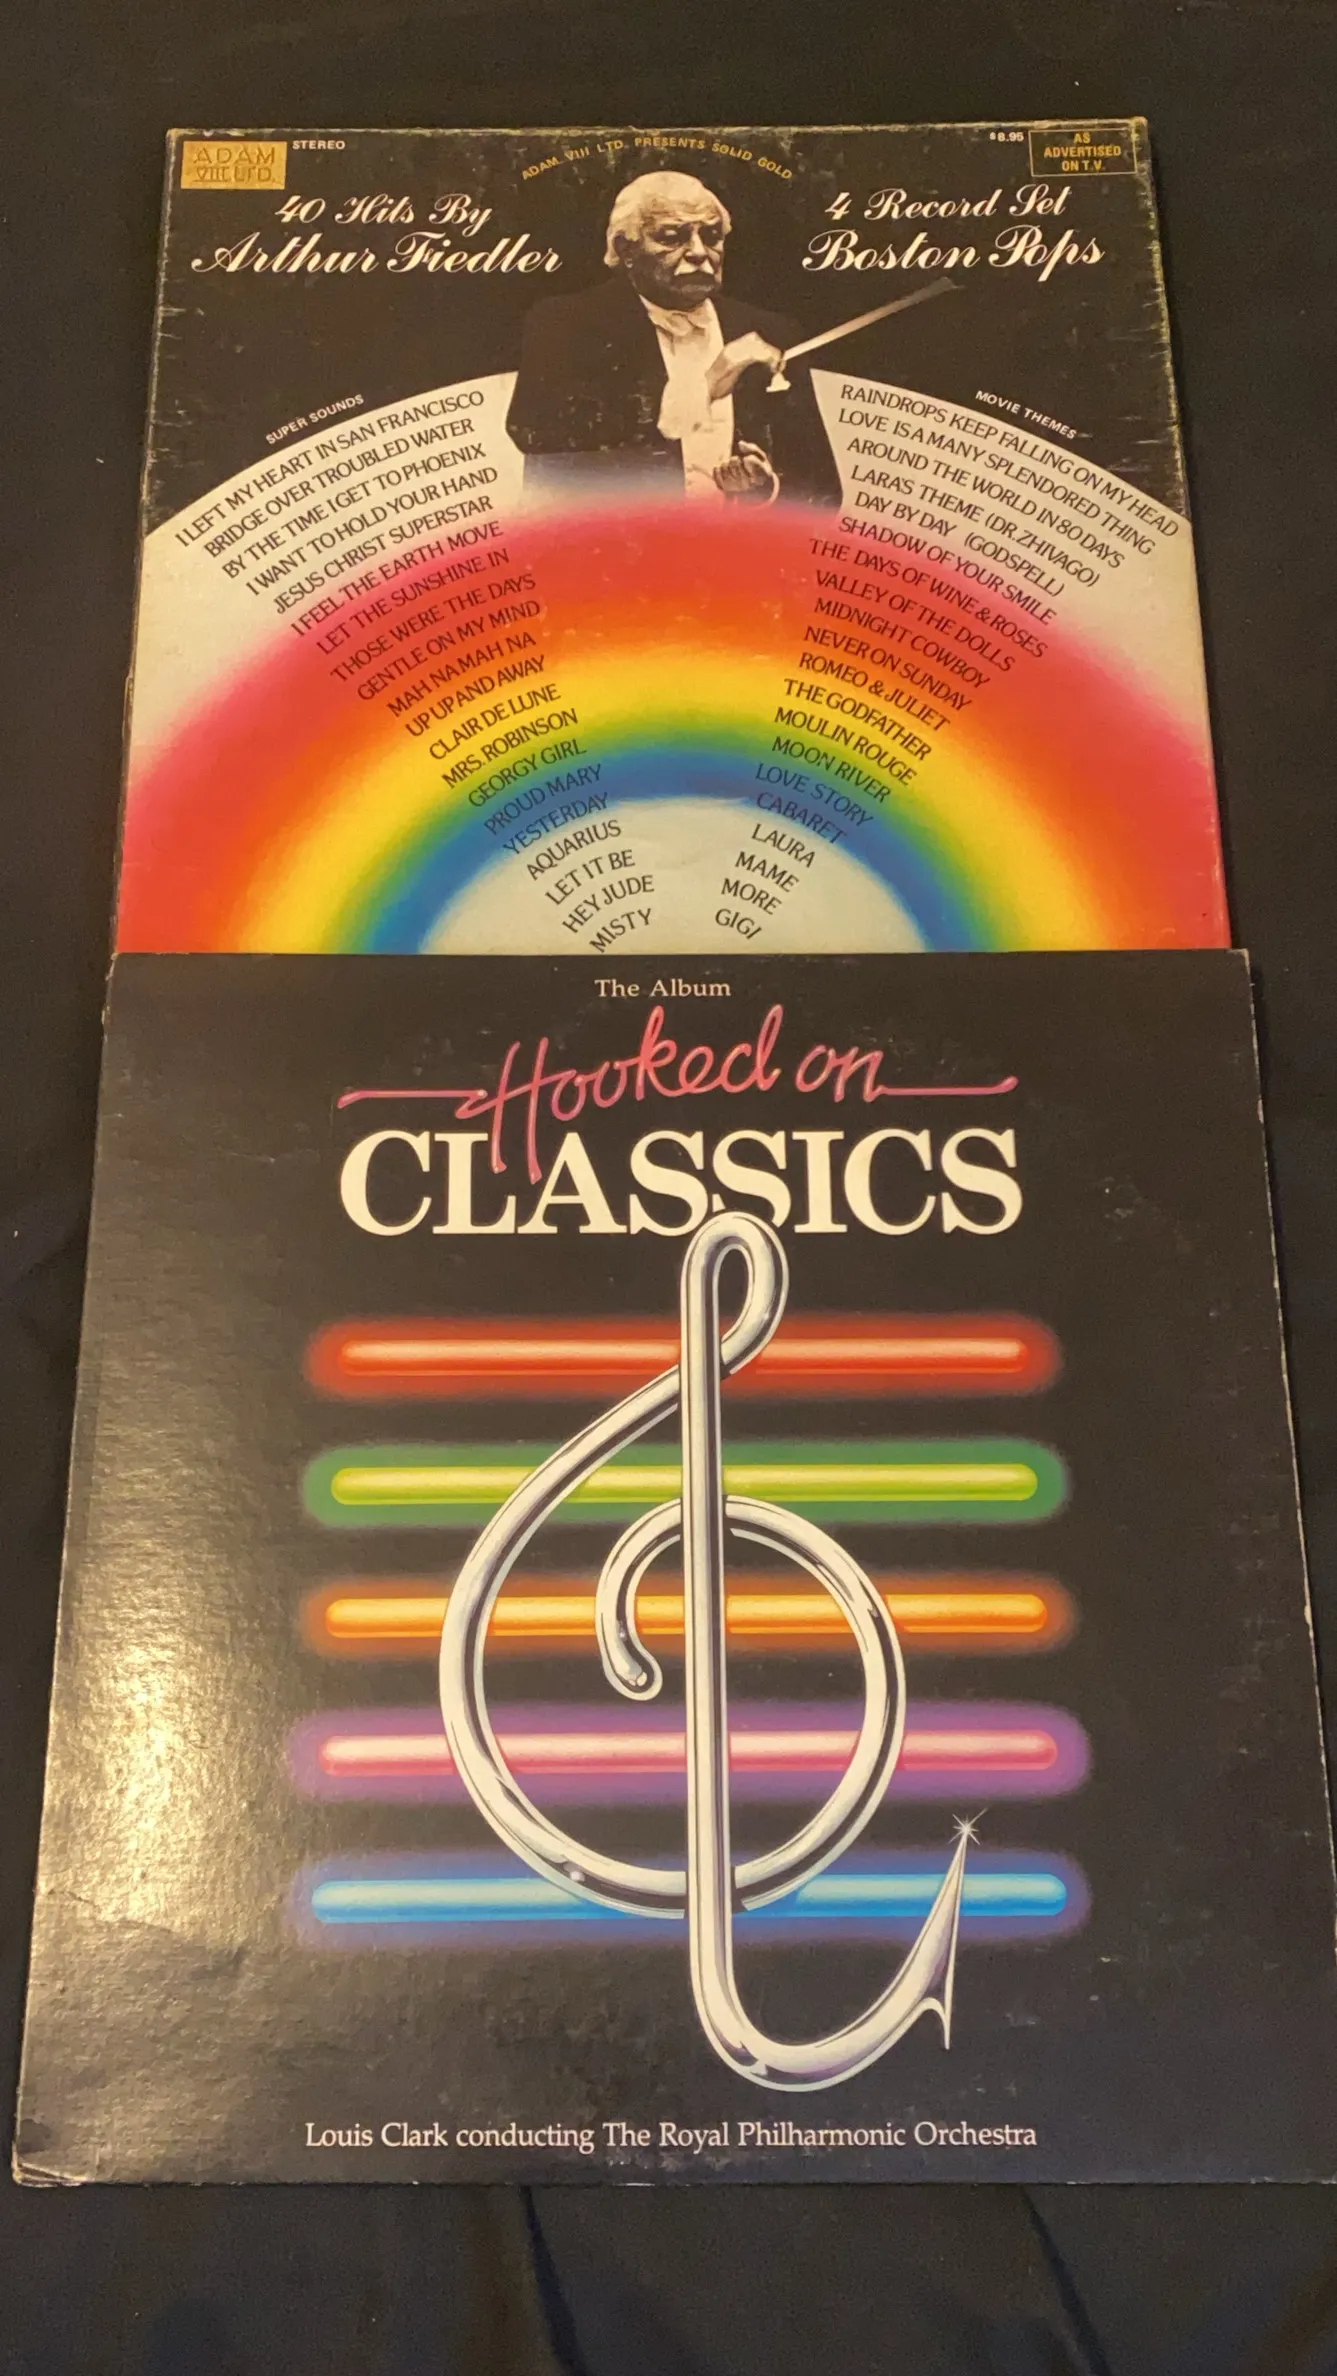 ADAM
VIII LTD.
STEREO
ADAM VIII LTD. PRESENTS SOLID GOLD
$8.95
AS
ADVERTISED
ON T.V.
40 Hits By
Arthur Fiedler
4 Record Set
Boston Pops
SUPER SOUNDS
I LEFT MY HEART IN SAN FRANCISCO
BRIDGE OVER TROUBLED WATER
BY THE TIME I GET TO PHOENIX
I WANT TO HOLD YOUR HAND
JESUS CHRIST SUPERSTAR
I FEEL THE EARTH MOVE
LET THE SUNSHINE IN
THOSE WERE THE DAYS
GENTLE ON MY MIND
MAH NA MAH NA
UP UP AND AWAY
CLAIR DE LUNE
MRS. ROBINSON
GEORGY GIRL
PROUD MARY
YESTERDAY
AQUARIUS
LET IT BE
HEY JUDE
MISTY
MOVIE THEMES
RAINDROPS KEEP FALLING ON MY HEAD
LOVE IS A MANY SPLENDORED THING
AROUND THE WORLD IN 80 DAYS
LARA'S THEME (DR. ZHIVAGO)
DAY BY DAY (GODSPELL)
SHADOW OF YOUR SMILE
THE DAYS OF WINE & ROSES
VALLEY OF THE DOLLS
MIDNIGHT COWBOY
NEVER ON SUNDAY
ROMEO & JULIET
THE GODFATHER
MOULIN ROUGE
MOON RIVER
LOVE STORY
CABARET
LAURA
MAME
MORE
GIGI
The Album
Hooked on
CLASSICS
Louis Clark conducting The Royal Philharmonic Orchestra